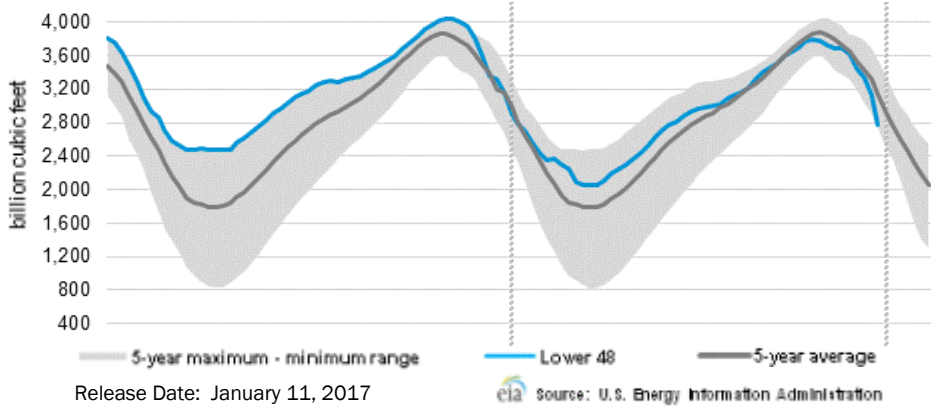 4,000
3,600
3,200
2,800
2,400
2,000
1,600
1,200
800
400
billion cubic feet
5-year maximum - minimum range
Lower 48
5-year average
Release Date: January 11, 2017
eia Source: U.S. Energy Information Administration